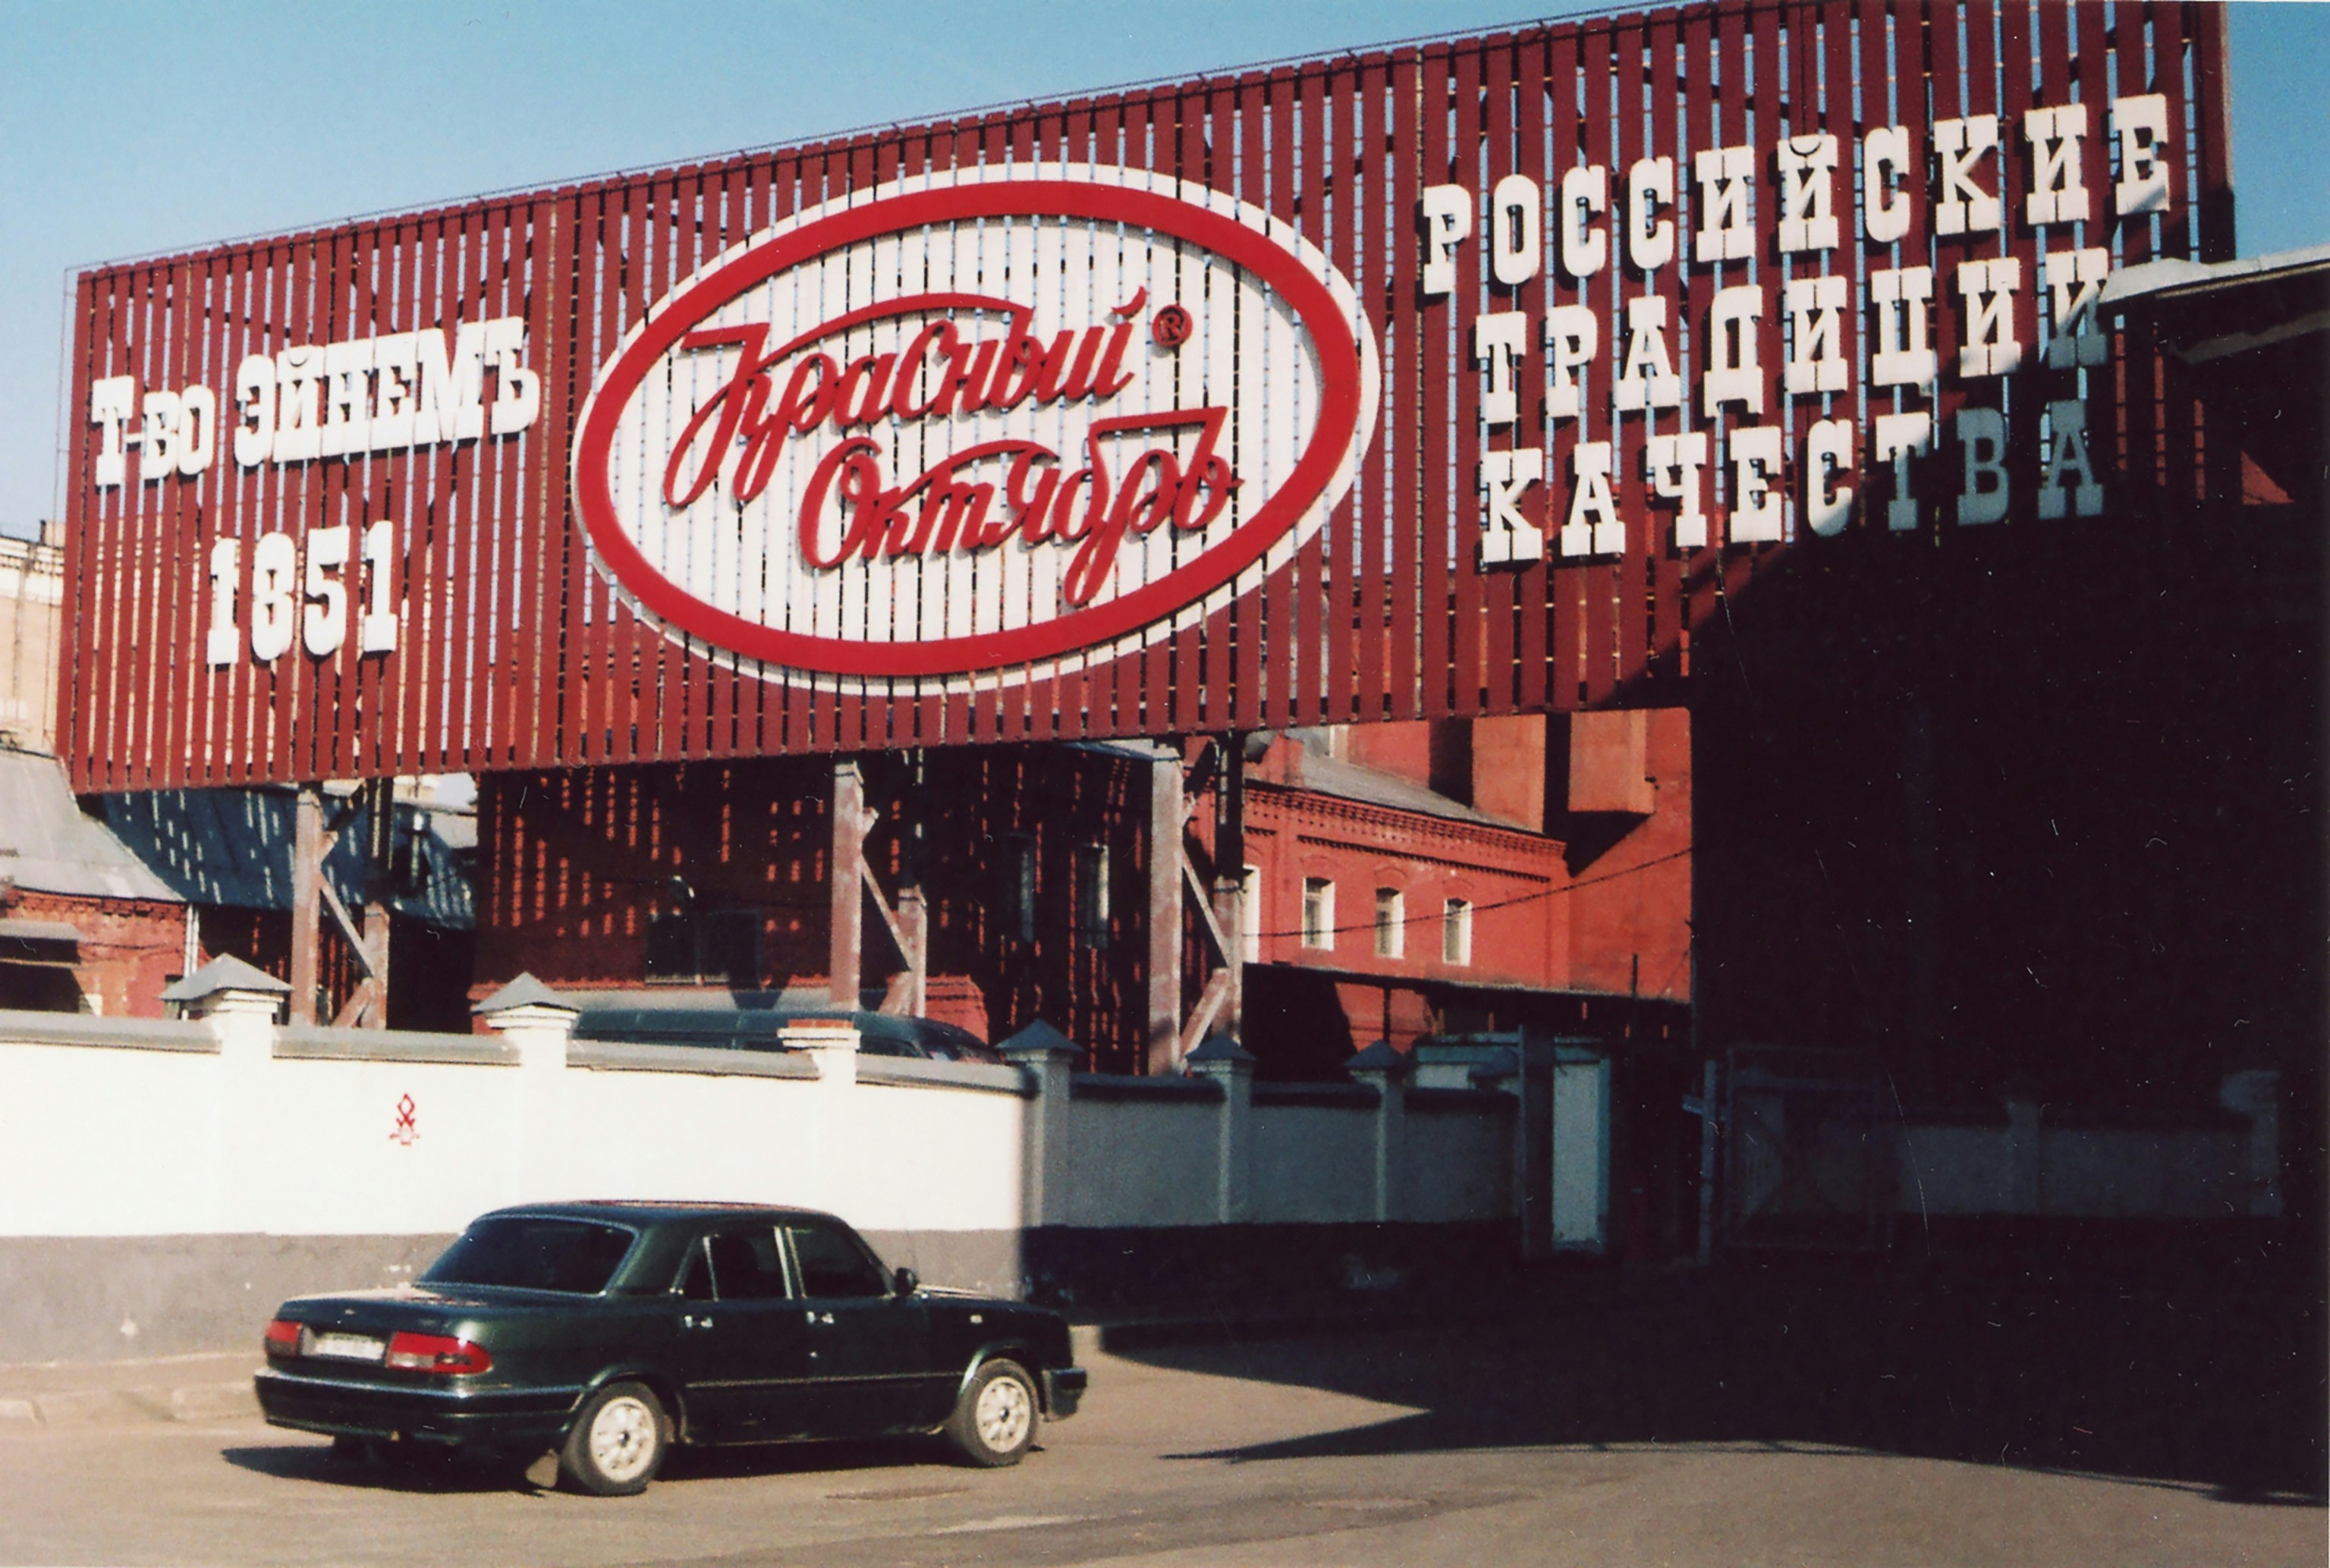 Т-во ЭЙНЕМЪ
1851
Красный ®
Октябрь
РОССИЙСКИЕ
ТРАДИЦИИ
КАЧЕСТВА